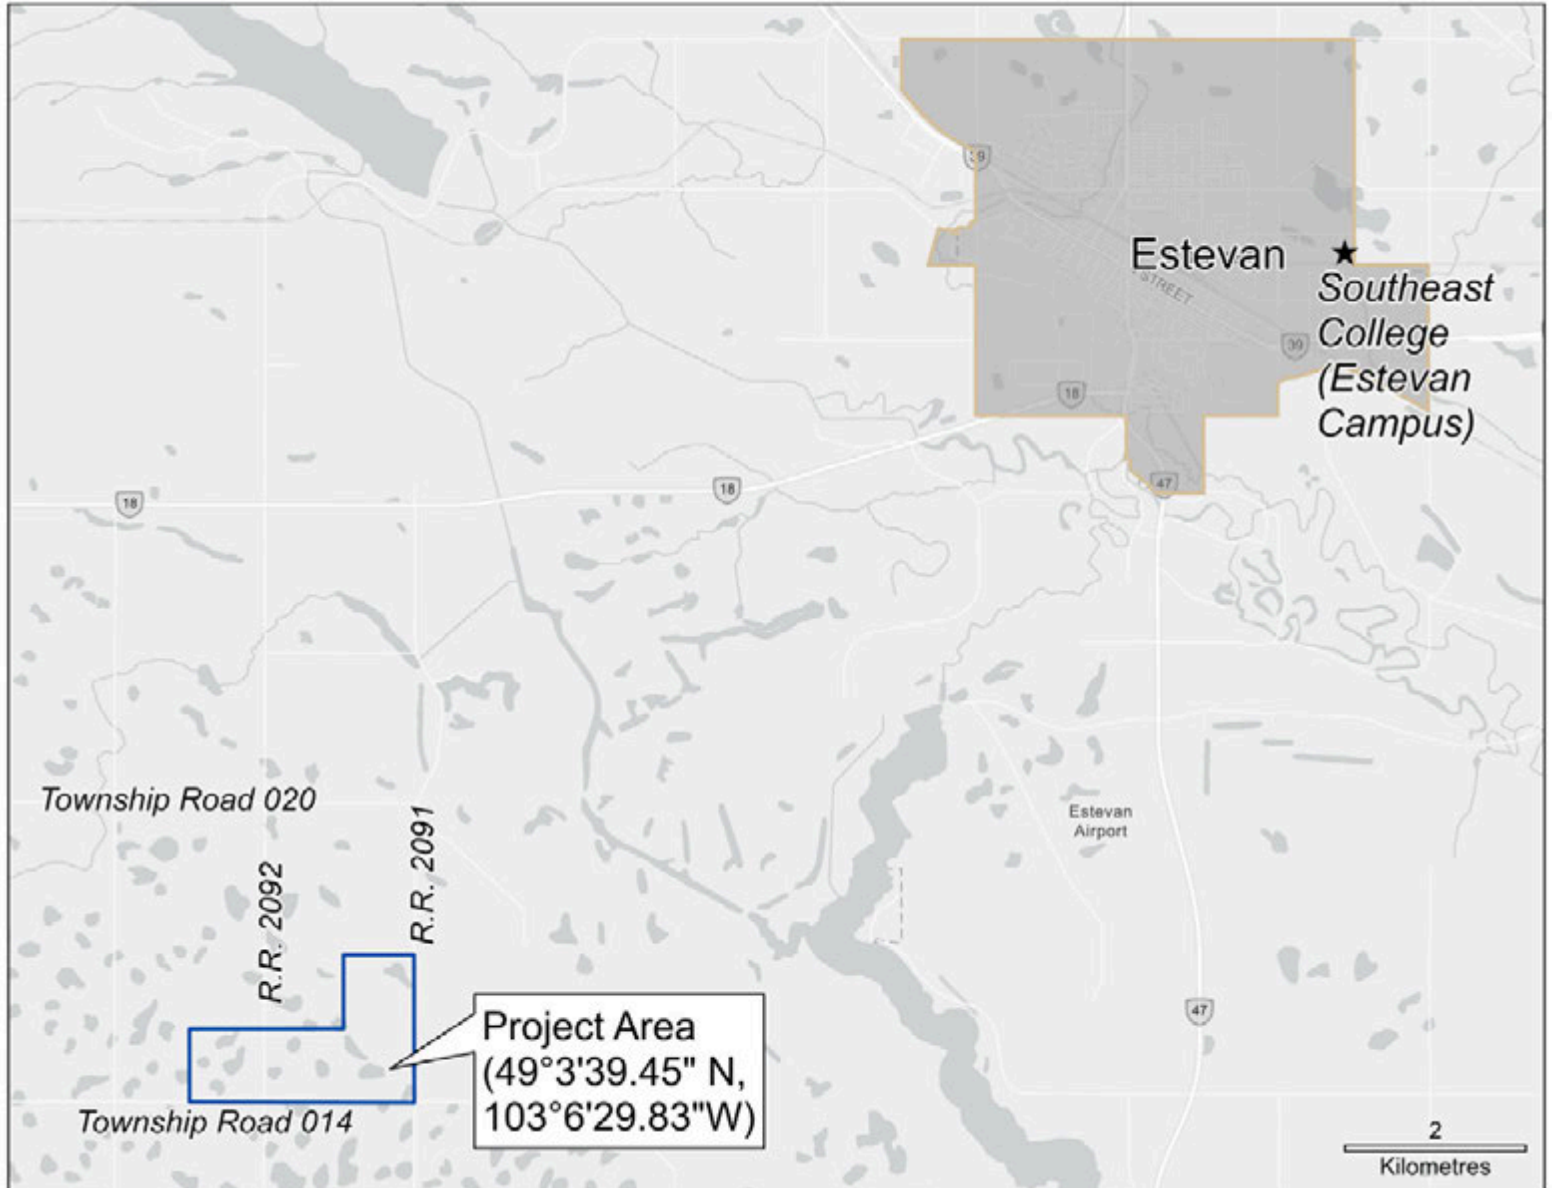 39
Estevan
STREET
Southeast
College
(Estevan
Campus)
39
18
18
18
47
Township Road 020
R.R. 2091
Estevan
Airport
R.R. 2092
Project Area
(49°3'39.45" N,
103°6'29.83"W)
47
Township Road 014
2
Kilometres